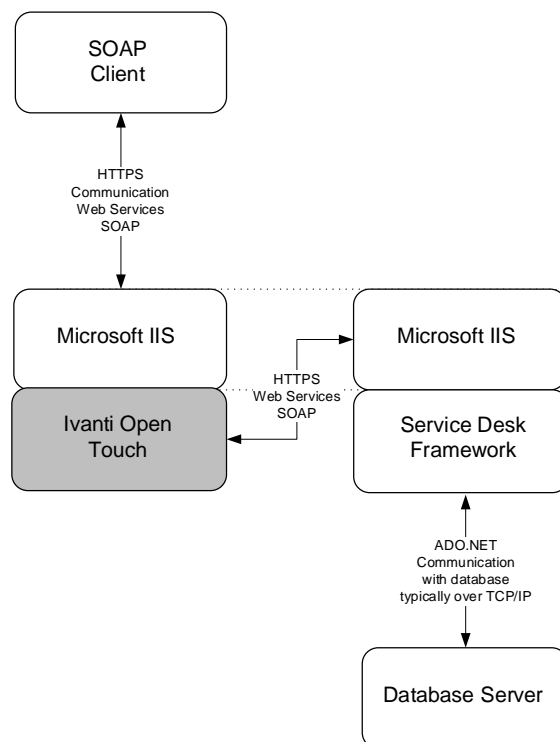 SOAP
Client
HTTPS
Communication
Web Services
SOAP
Microsoft IIS
Microsoft IIS
HTTPS
Web Services
SOAP
Ivanti Open
Touch
Service Desk
Framework
ADO.NET
Communication
with database
typically over TCP/IP
Database Server